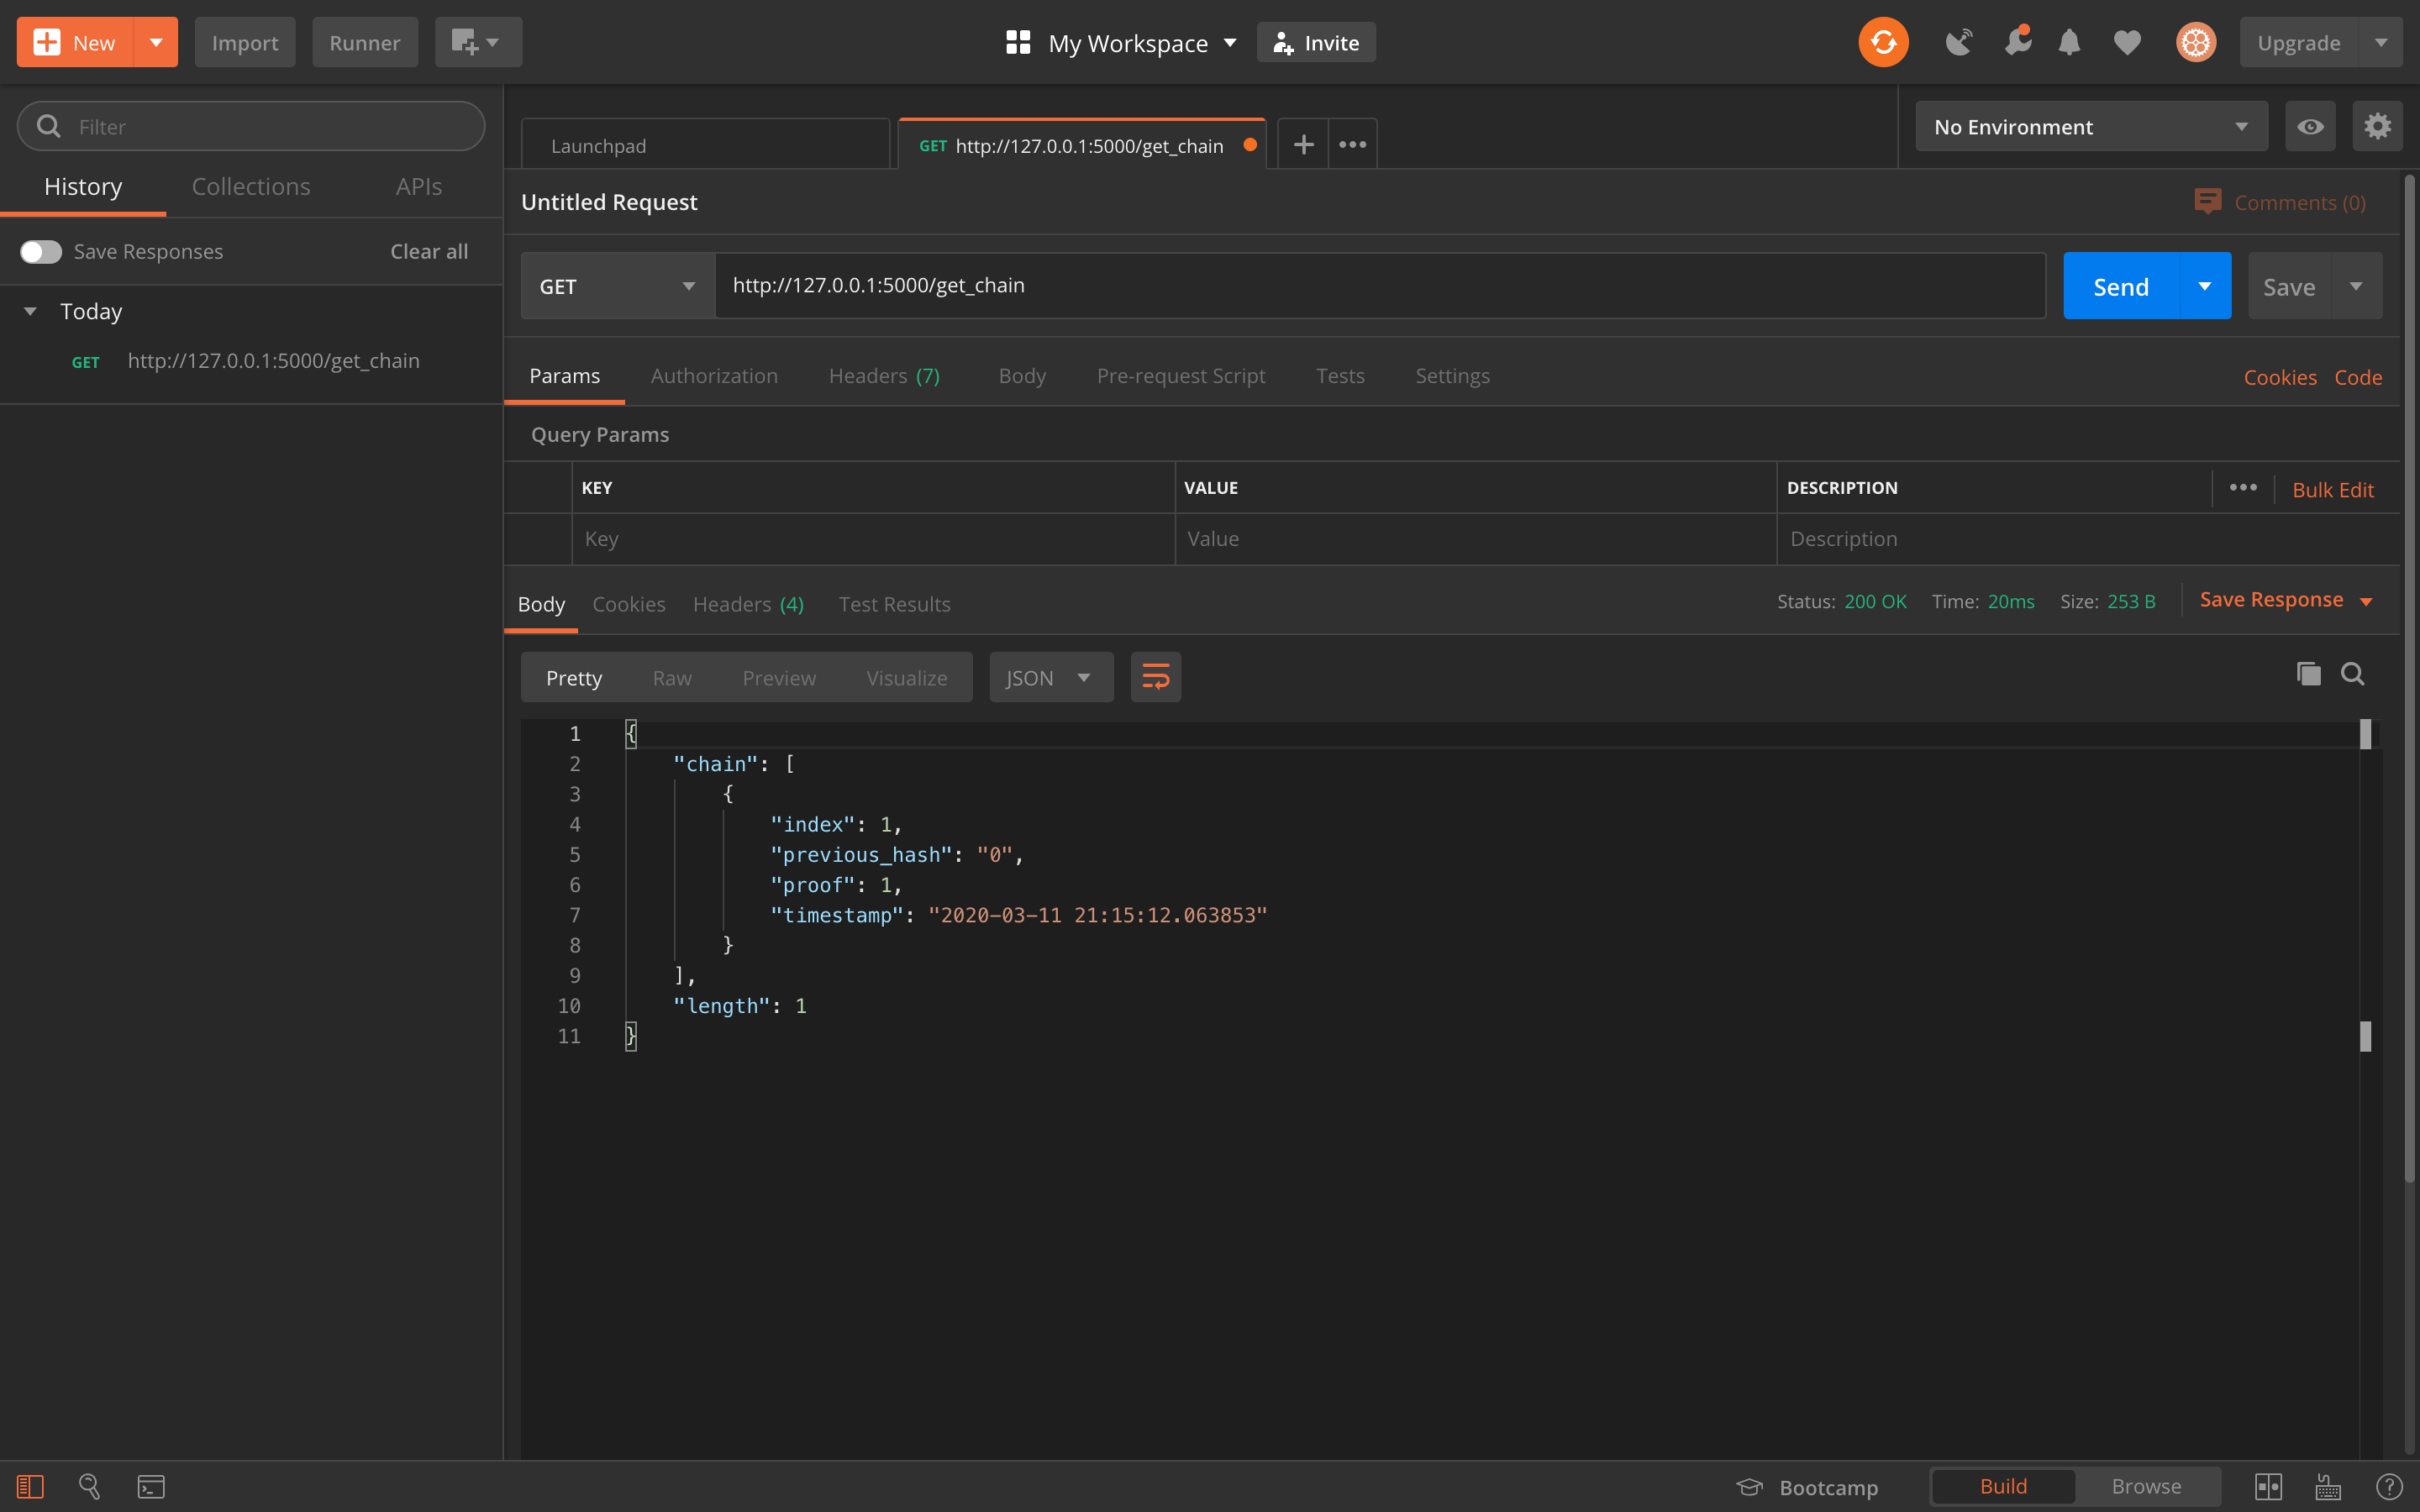 New Import Runner My Workspace Invite Upgrade
Filter
Launchpad GET http://127.0.0.1:5000/get_chain No Environment
History Collections APIs
Untitled Request Comments (0)
Save Responses Clear all
GET http://127.0.0.1:5000/get_chain Send Save
Today
GET http://127.0.0.1:5000/get_chain
Params Authorization Headers (7) Body Pre-request Script Tests Settings Cookies Code
Query Params
KEY VALUE DESCRIPTION Bulk Edit
Key Value Description
Body Cookies Headers (4) Test Results Status: 200 OK Time: 20ms Size: 253 B Save Response
Pretty Raw Preview Visualize JSON
1 {
2 "chain": [
3 {
4 "index": 1,
5 "previous_hash": "0",
6 "proof": 1,
7 "timestamp": "2020-03-11 21:15:12.063853"
8 }
9 ],
10 "length": 1
11 }
Bootcamp Build Browse